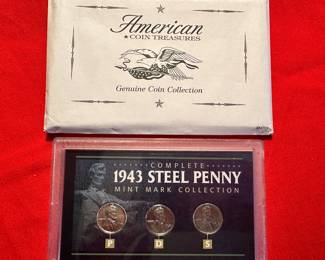 American
COIN TREASURES
Genuine Coin Collection
COMPLETE
1943 STEEL PENNY
MINT MARK COLLECTION
P D S